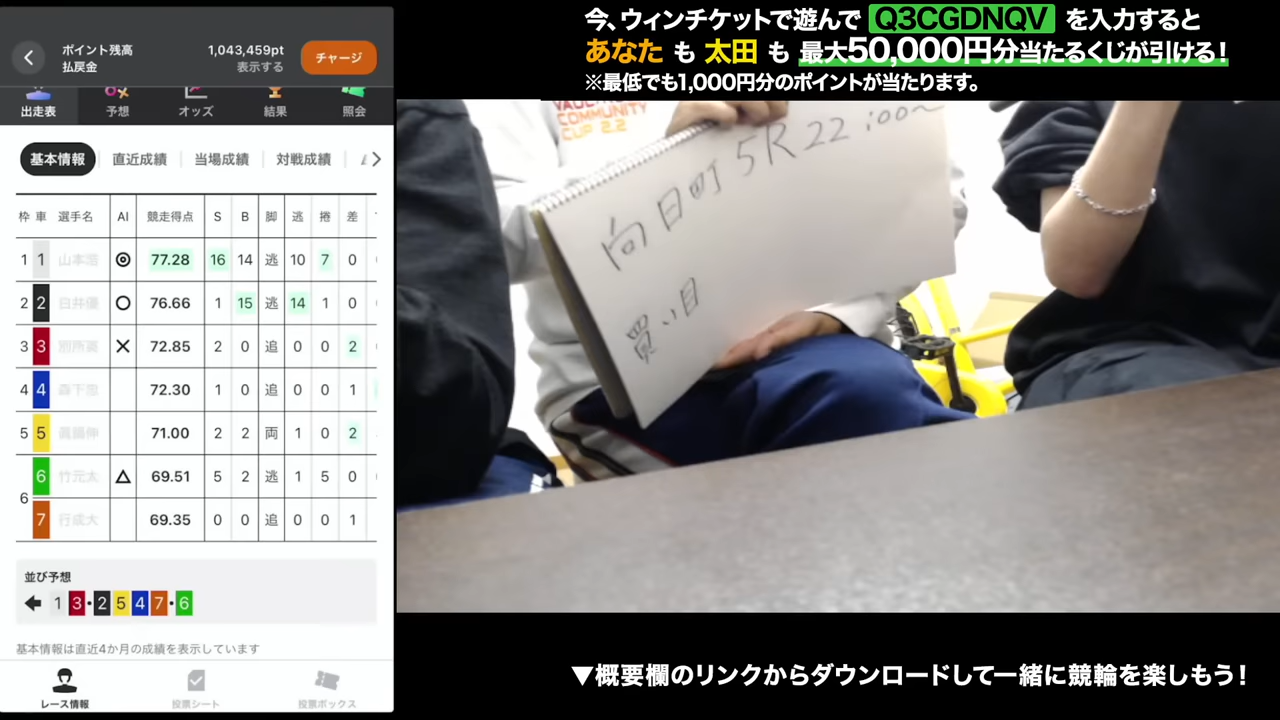 今、ウィンチケットで遊んで Q3CGDNQV を入力すると
あなた も 太田 も 最大50,000円分当たるくじが引ける!
※最低でも1,000円分のポイントが当たります。
ポイント残高 1,043,459pt チャージ
払戻金 表示する
出走表 予想 オッズ 結果 照会
基本情報 直近成績 当場成績 対戦成績
枠 車 選手名 AI 競走得点 S B 脚 逃 捲 差
1 1 ◎ 77.28 16 14 逃 10 7 0
2 2 ○ 76.66 1 15 逃 14 1 0
3 3 × 72.85 2 0 追 0 0 2
4 4 72.30 1 0 追 0 0 1
5 5 71.00 2 2 両 1 0 2
6 6 竹元太 △ 69.51 5 2 逃 1 5 0
7 行成大 69.35 0 0 追 0 0 1
並び予想
1 3・2 5 4 7・6
基本情報は直近4か月の成績を表示しています
レース情報 投票シート 投票ボックス
COMMUNITY
CUP 2.2
向日町 5R 22:00~
買い目
▼概要欄のリンクからダウンロードして一緒に競輪を楽しもう!